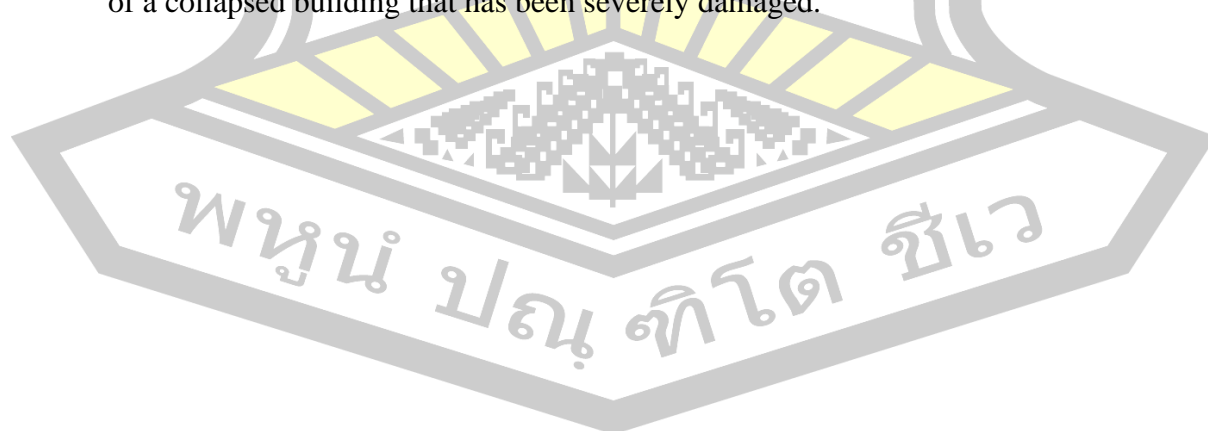 of a collapsed building that has been severely damaged.
พหูนํ ปณฺ ฑิโต ชีเว